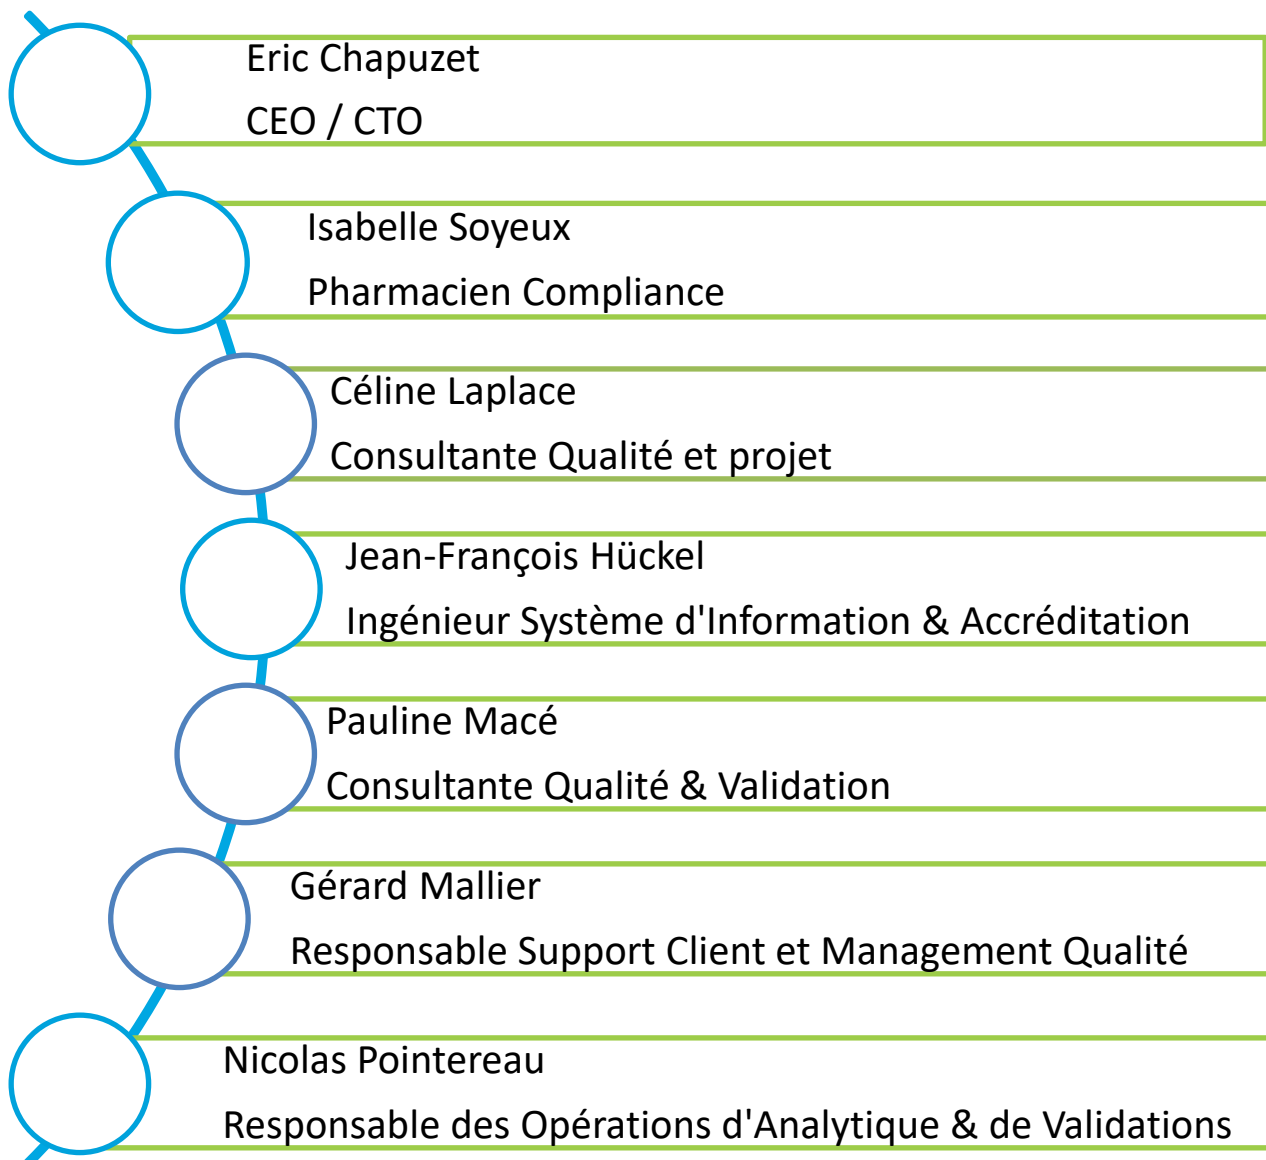 Eric Chapuzet
CEO / CTO
Isabelle Soyeux
Pharmacien Compliance
Céline Laplace
Consultante Qualité et projet
Jean-François Hückel
Ingénieur Système d'Information & Accréditation
Pauline Macé
Consultante Qualité & Validation
Gérard Mallier
Responsable Support Client et Management Qualité
Nicolas Pointereau
Responsable des Opérations d'Analytique & de Validations